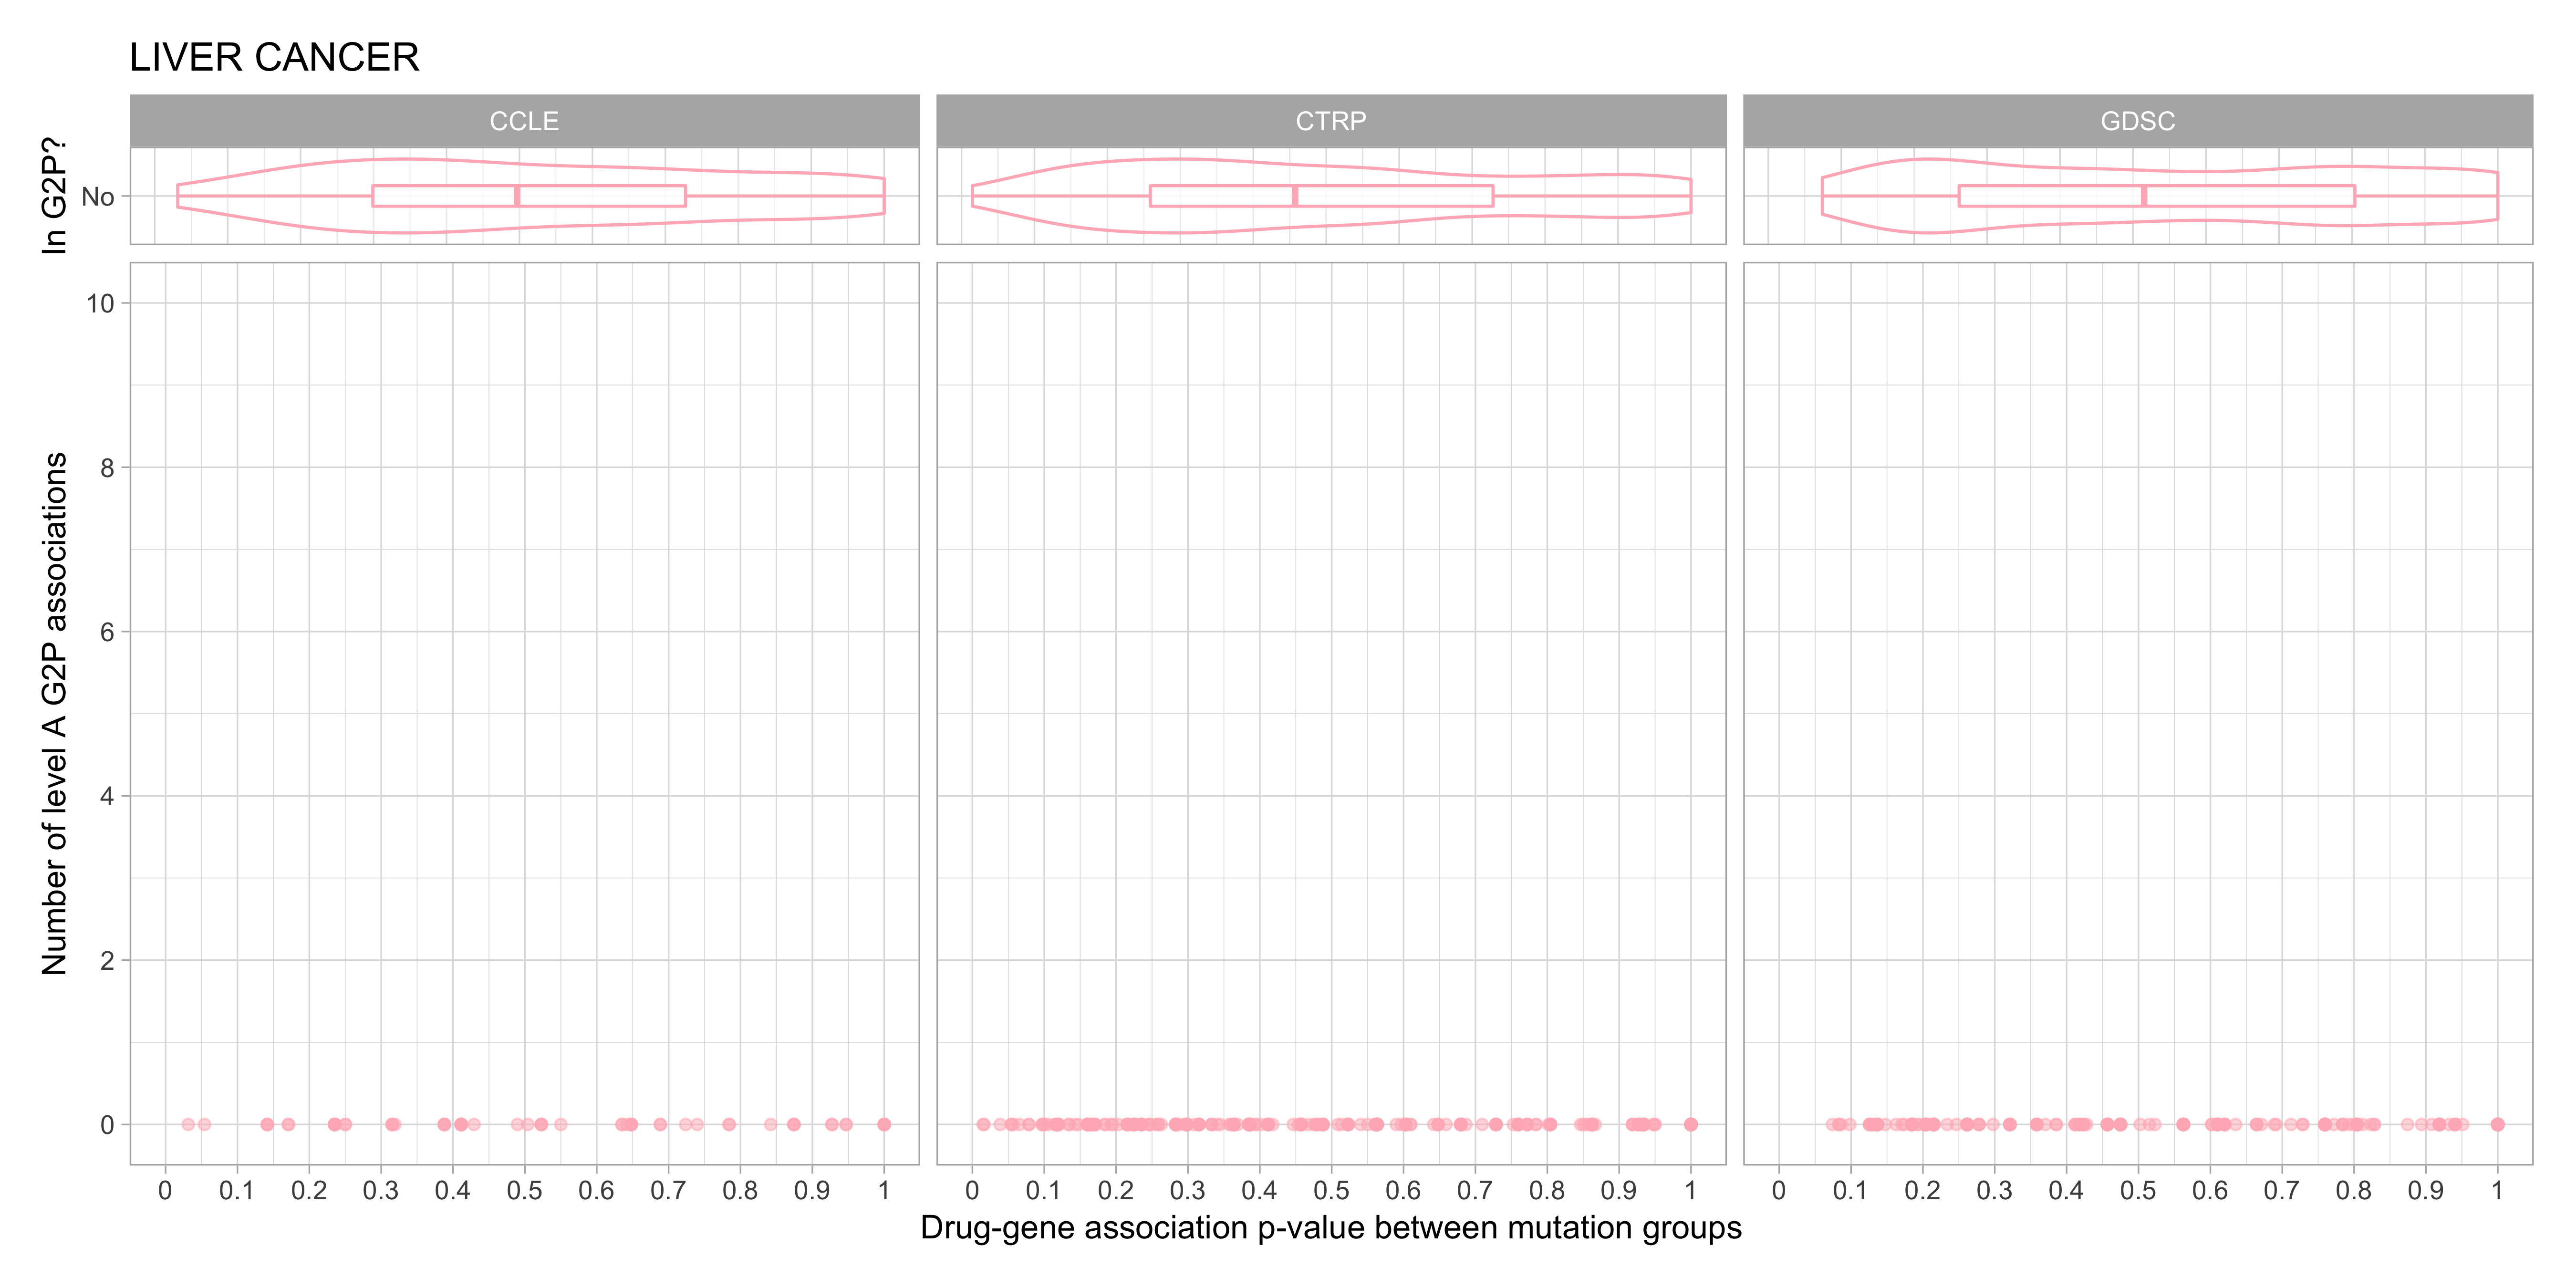 LIVER CANCER
CCLE
CTRP
GDSC
In G2P?
No
Number of level A G2P associations
10
8
6
4
2
0
0 0.1 0.2 0.3 0.4 0.5 0.6 0.7 0.8 0.9 1
0 0.1 0.2 0.3 0.4 0.5 0.6 0.7 0.8 0.9 1
0 0.1 0.2 0.3 0.4 0.5 0.6 0.7 0.8 0.9 1
Drug-gene association p-value between mutation groups